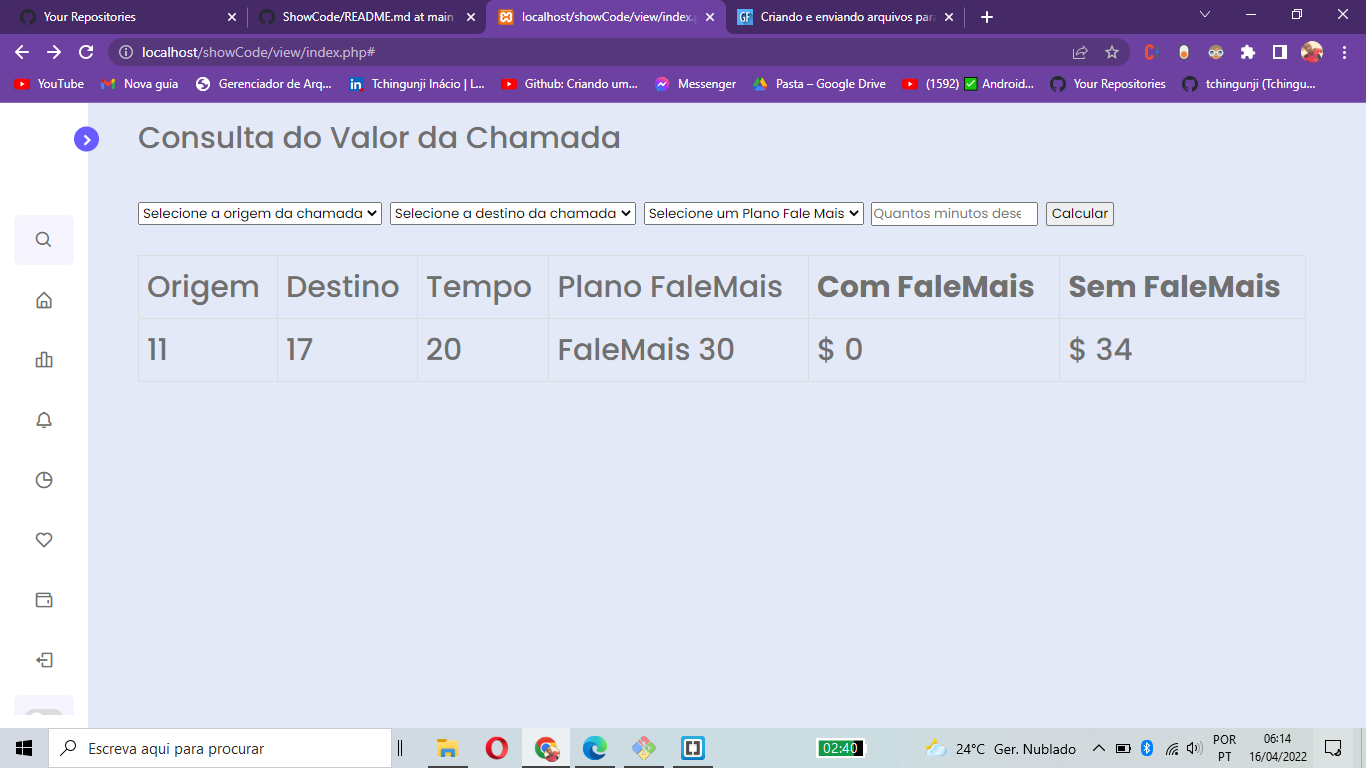 Your Repositories
ShowCode/README.md at main
localhost/showCode/view/index.p
Criando e enviando arquivos para
localhost/showCode/view/index.php#
YouTube
Nova guia
Gerenciador de Arq...
Tchingunji Inácio | L...
Github: Criando um...
Messenger
Pasta – Google Drive
(1592) ✅ Android...
Your Repositories
tchingunji (Tchingu...
Consulta do Valor da Chamada
Selecione a origem da chamada
Selecione a destino da chamada
Selecione um Plano Fale Mais
Quantos minutos dese
Calcular
Origem Destino Tempo Plano FaleMais Com FaleMais Sem FaleMais
11 17 20 FaleMais 30 $ 0 $ 34
Escreva aqui para procurar
02:40
24°C Ger. Nublado
POR
PT
06:14
16/04/2022